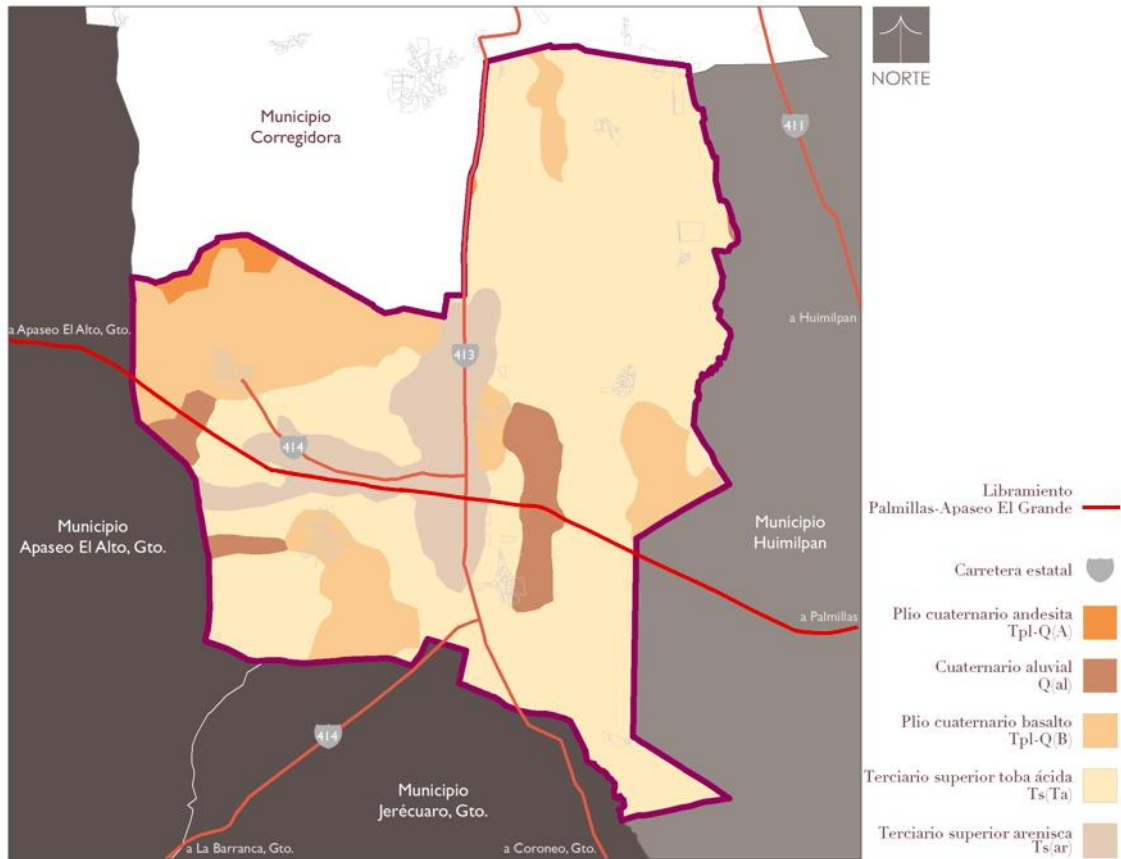 NORTE
Municipio
Corregidora
411
a Huimilpan
a Apaseo El Alto, Gto.
413
414
Municipio
Apaseo El Alto, Gto.
Municipio
Huimilpan
a Palmillas
414
Municipio
Jerécuaro, Gto.
a La Barranca, Gto.
a Coroneo, Gto.
Libramiento
Palmillas-Apaseo El Grande
Carretera estatal
Plio cuaternario andesita
Tpl-Q(A)
Cuaternario aluvial
Q(al)
Plio cuaternario basalto
Tpl-Q(B)
Terciario superior toba ácida
Ts(Ta)
Terciario superior arenisca
Ts(ar)